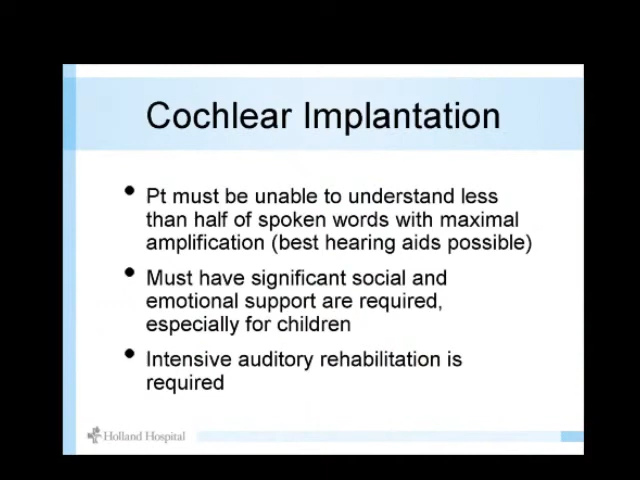 Cochlear Implantation
• Pt must be unable to understand less
than half of spoken words with maximal
amplification (best hearing aids possible)
• Must have significant social and
emotional support are required,
especially for children
• Intensive auditory rehabilitation is
required
Holland Hospital